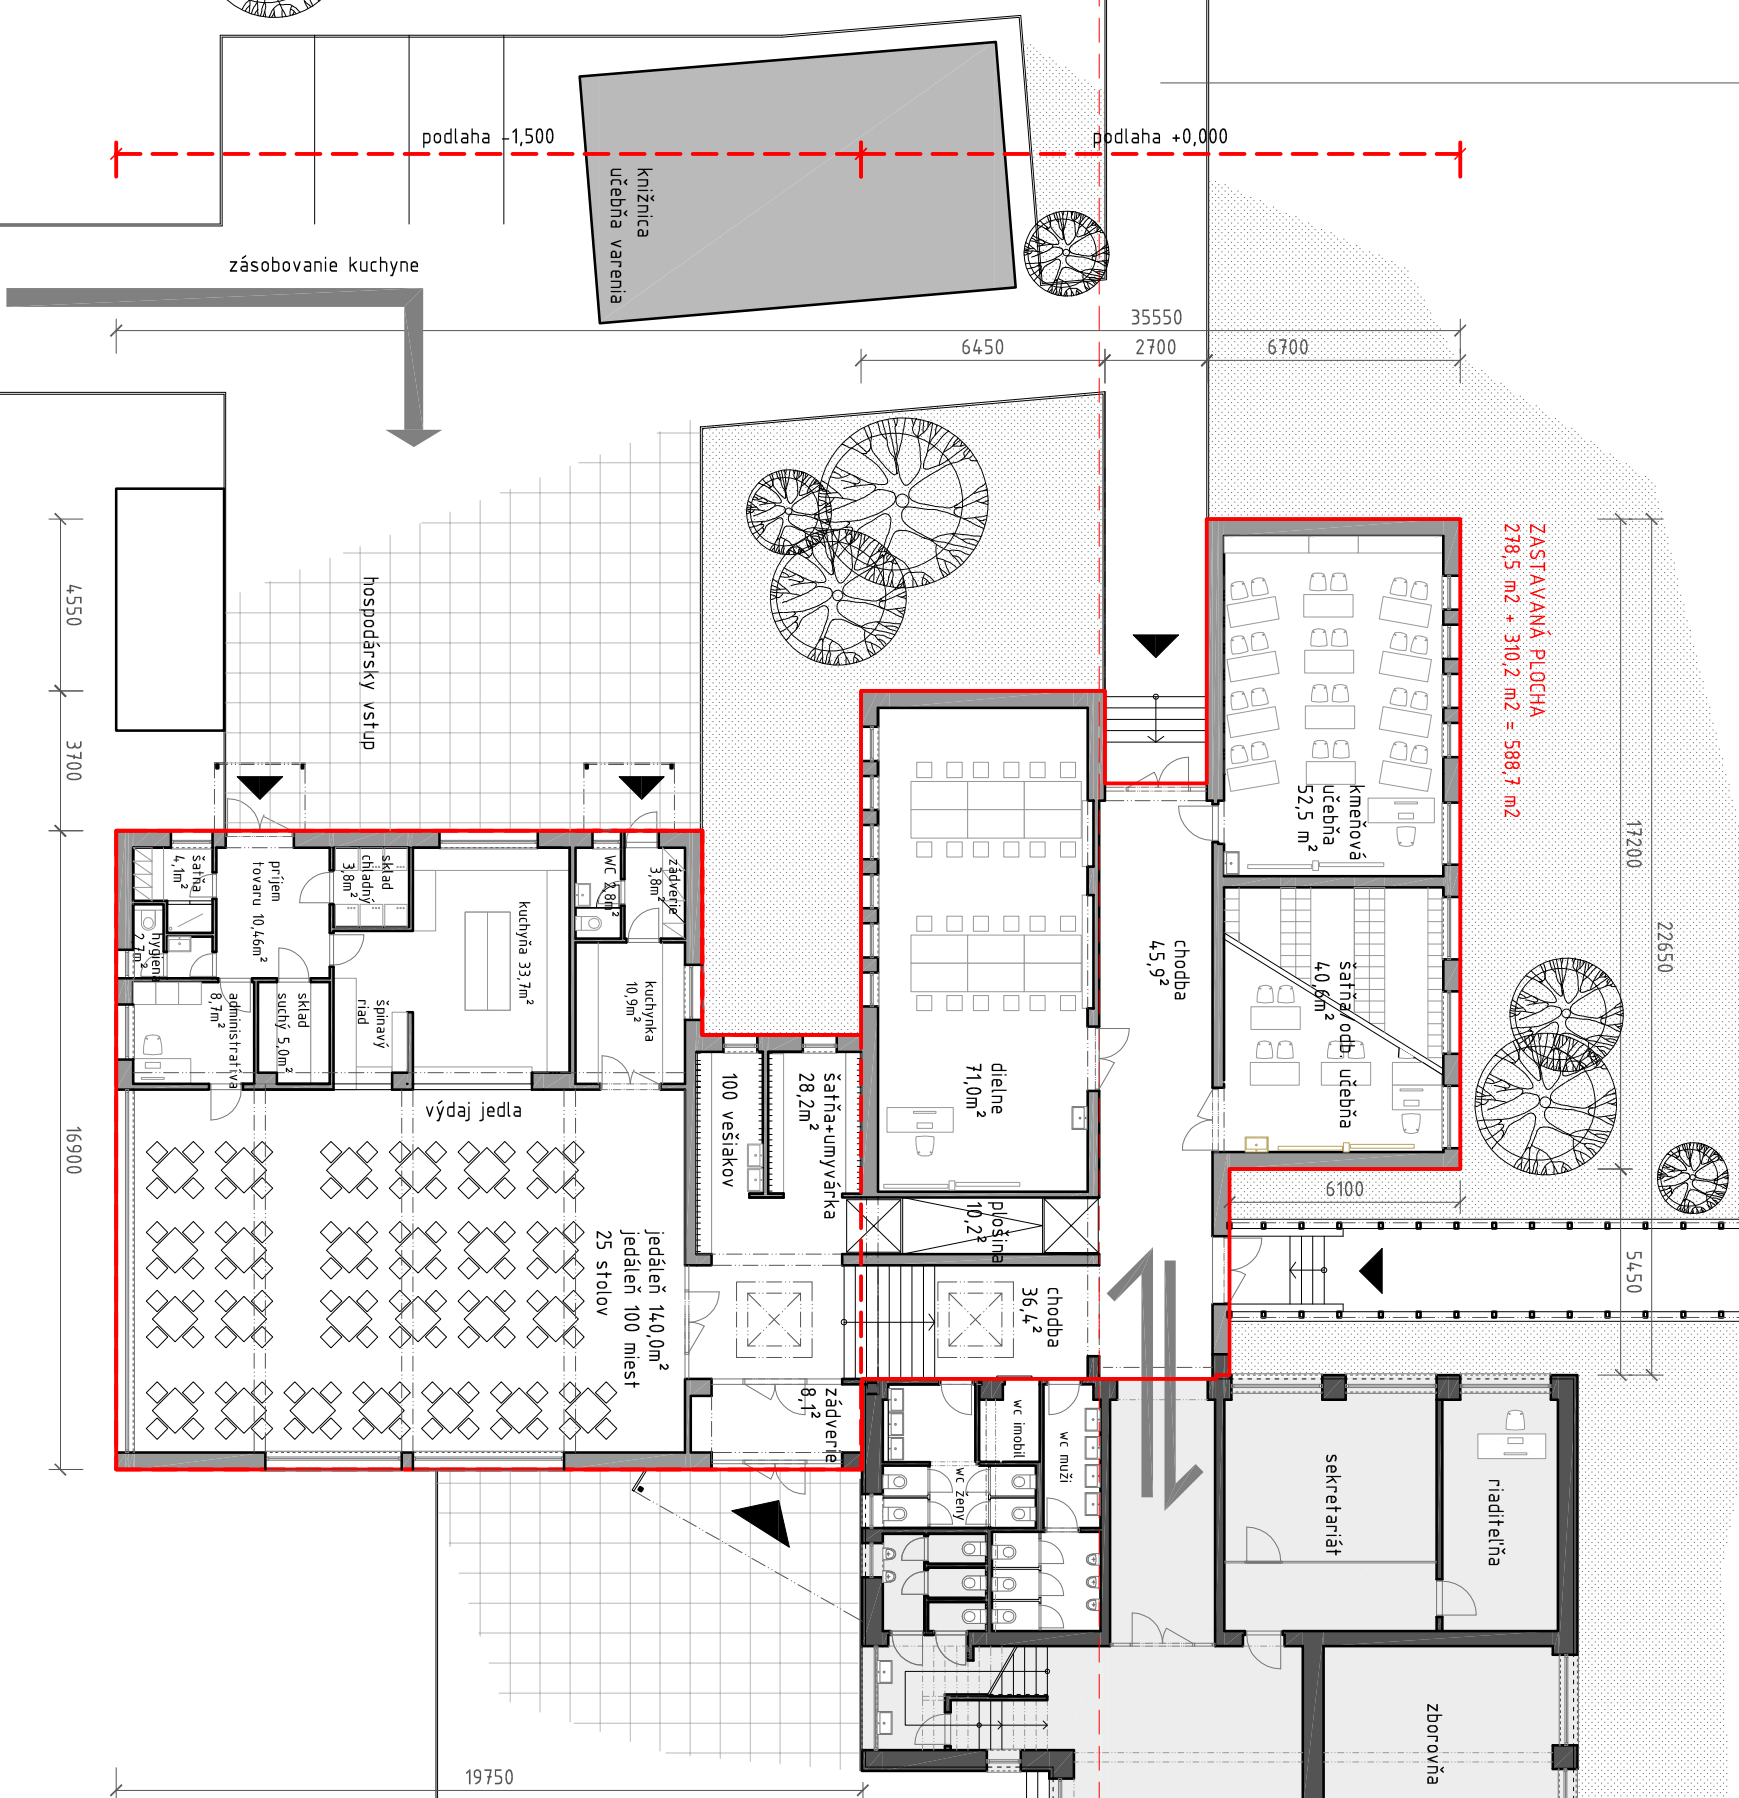 podlaha -1,500
podlaha +0,000
knižnica
učebňa varenia
zásobovanie kuchyne
35550
6450
2700
6700
4550
3700
16900
hospodársky vstup
ZASTAVANÁ PLOCHA
278,5 m2 + 310,2 m2 = 588,7 m2
17200
22650
5450
6100
kmeňová
učebňa
52,5 m²
šatňa/odb. učebňa
40,6m²
chodba
45,9²
dielne
71,0m²
plošina
10,2²
chodba
36,4²
šatňa
4,1m²
príjem
tovaru 10,46m²
sklad
chladný
3,8m²
kuchyňa 33,7m²
WC 2,8m²
zádverie
3,8m²
hygiena
2,7m²
administratíva
8,7m²
sklad
suchý 5,0m²
špinavý
riad
kuchynka
10,9m²
výdaj jedla
100 vešiakov
šatňa+umyvárka
28,2m²
jedáleň 140,0m²
jedáleň 100 miest
25 stolov
zádverie
8,1²
wc imobil
wc muži
wc ženy
sekretariát
riaditeľňa
zborovňa
19750